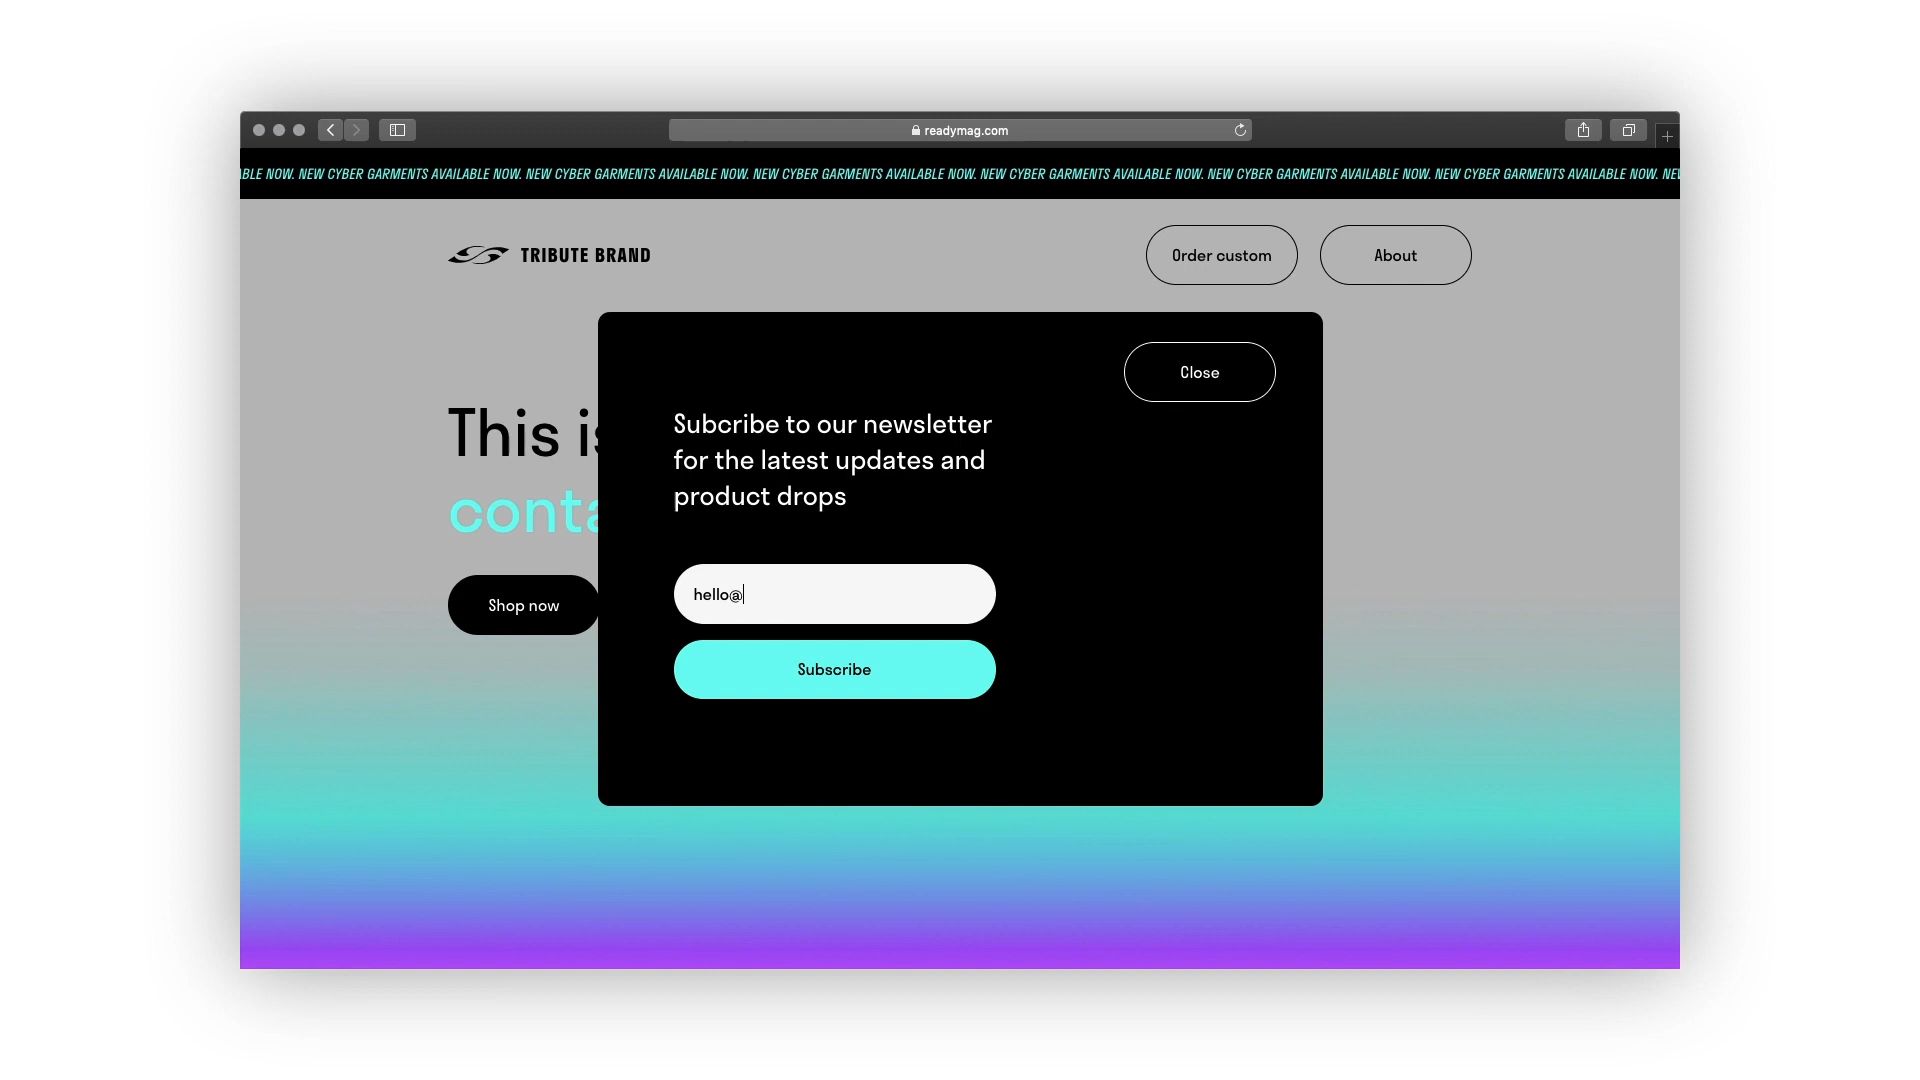 readymag.com
ABLE NOW. NEW CYBER GARMENTS AVAILABLE NOW. NEW CYBER GARMENTS AVAILABLE NOW. NEW CYBER GARMENTS AVAILABLE NOW. NEW CYBER GARMENTS AVAILABLE NOW. NEW CYBER GARMENTS AVAILABLE NOW. NEW CYBER GARMENTS AVAILABLE NOW. NEW
TRIBUTE BRAND
Order custom
About
Close
This is
conta
Subcribe to our newsletter
for the latest updates and
product drops
hello@
Shop now
Subscribe